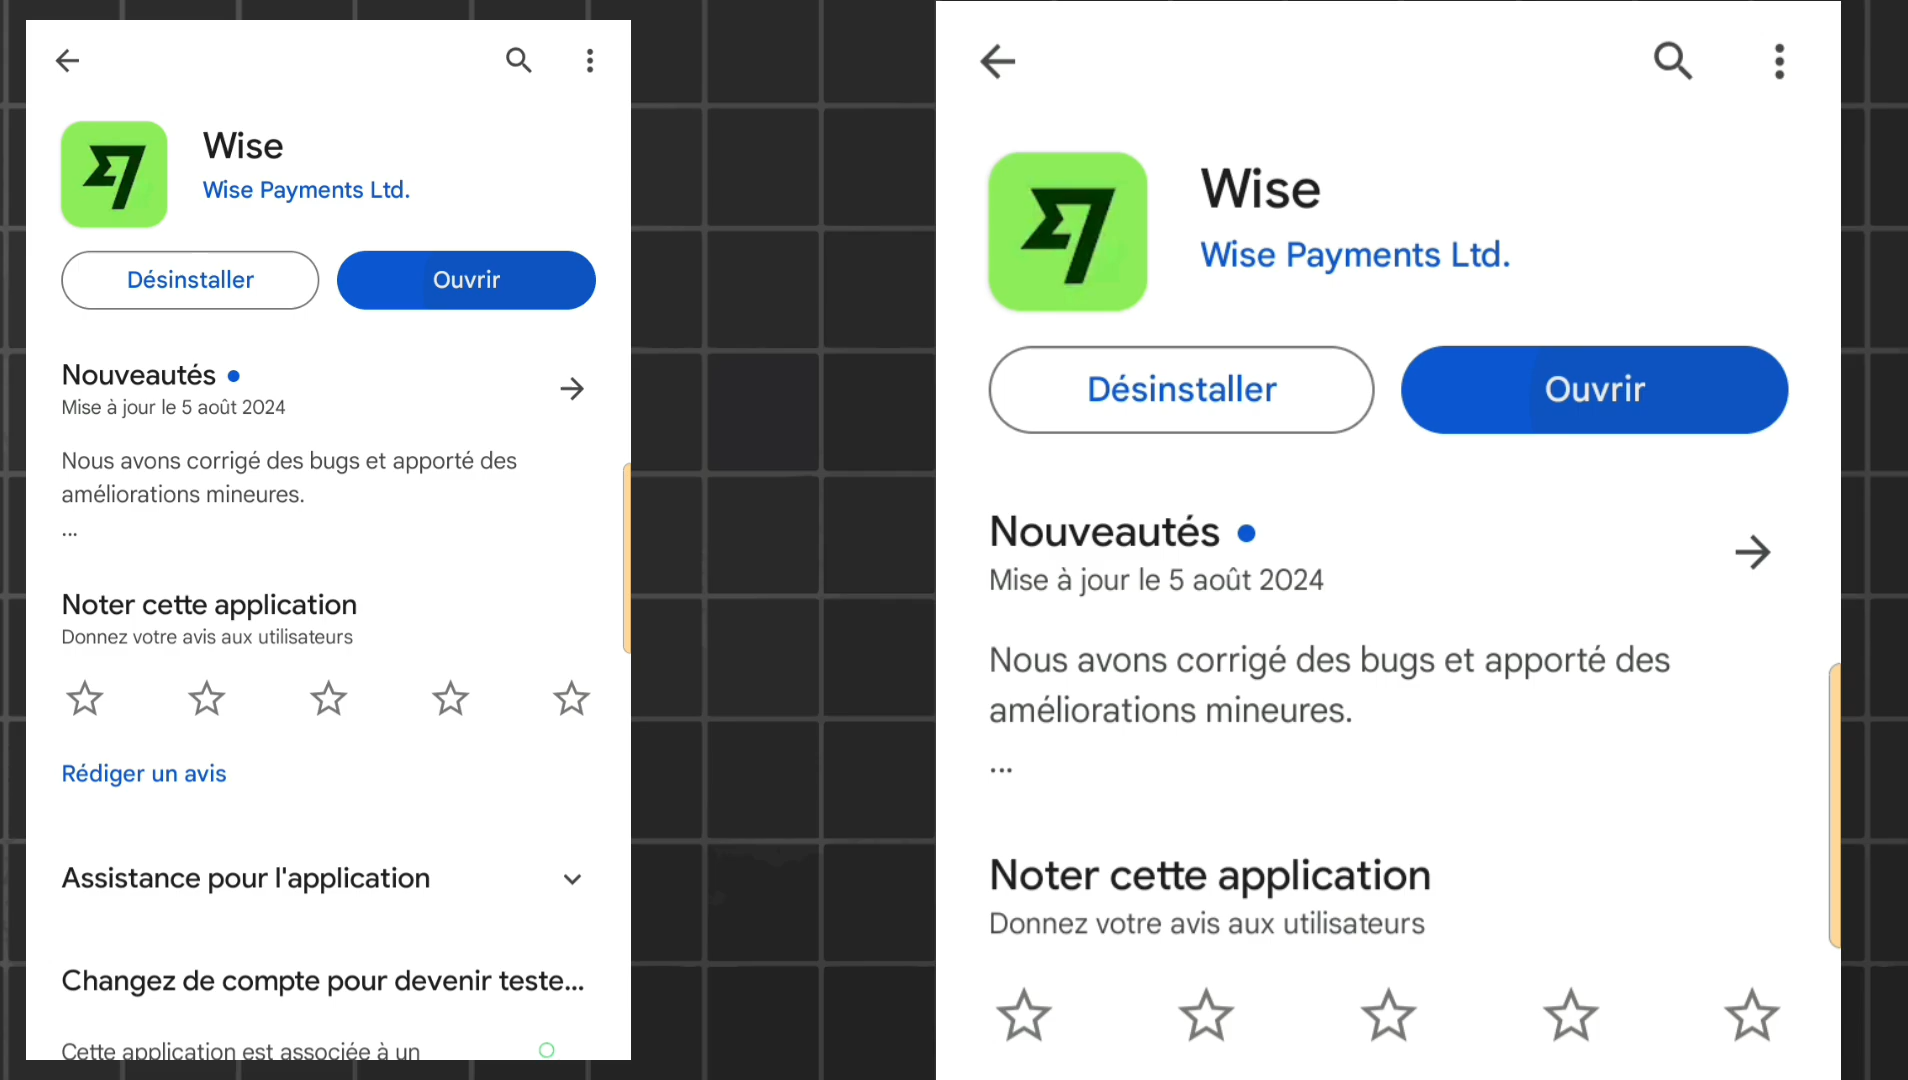 Wise
Wise Payments Ltd.
Désinstaller
Ouvrir
Nouveautés
Mise à jour le 5 août 2024
Nous avons corrigé des bugs et apporté des
améliorations mineures.
...
Noter cette application
Donnez votre avis aux utilisateurs
Rédiger un avis
Assistance pour l'application
Changez de compte pour devenir teste...
Cette application est associée à un
Wise
Wise Payments Ltd.
Désinstaller
Ouvrir
Nouveautés
Mise à jour le 5 août 2024
Nous avons corrigé des bugs et apporté des
améliorations mineures.
...
Noter cette application
Donnez votre avis aux utilisateurs